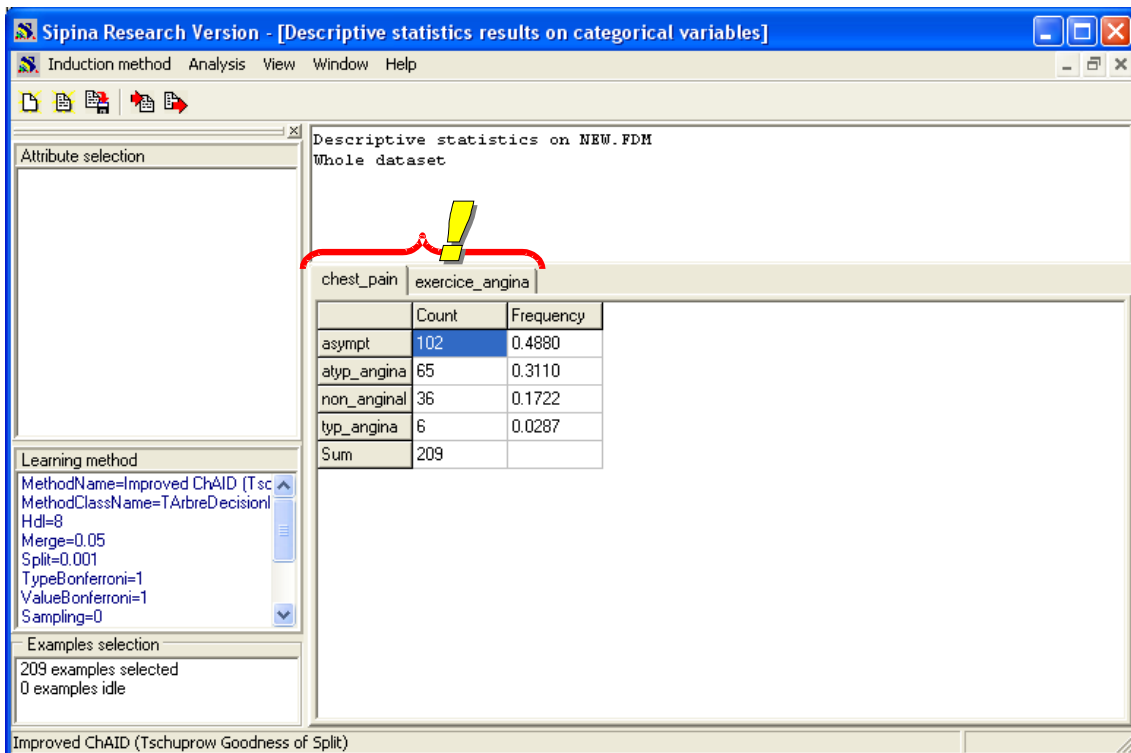 Sipina Research Version - [Descriptive statistics results on categorical variables]
Induction method Analysis View Window Help
Attribute selection
Descriptive statistics on NEW.FDM
Whole dataset
!
chest_pain exercice_angina
Count Frequency
asympt 102 0.4880
atyp_angina 65 0.3110
non_anginal 36 0.1722
typ_angina 6 0.0287
Sum 209
Learning method
MethodName=Improved ChAID (Tsc
MethodClassName=TArbreDecisionI
Hdl=8
Merge=0.05
Split=0.001
TypeBonferroni=1
ValueBonferroni=1
Sampling=0
Examples selection
209 examples selected
0 examples idle
Improved ChAID (Tschuprow Goodness of Split)